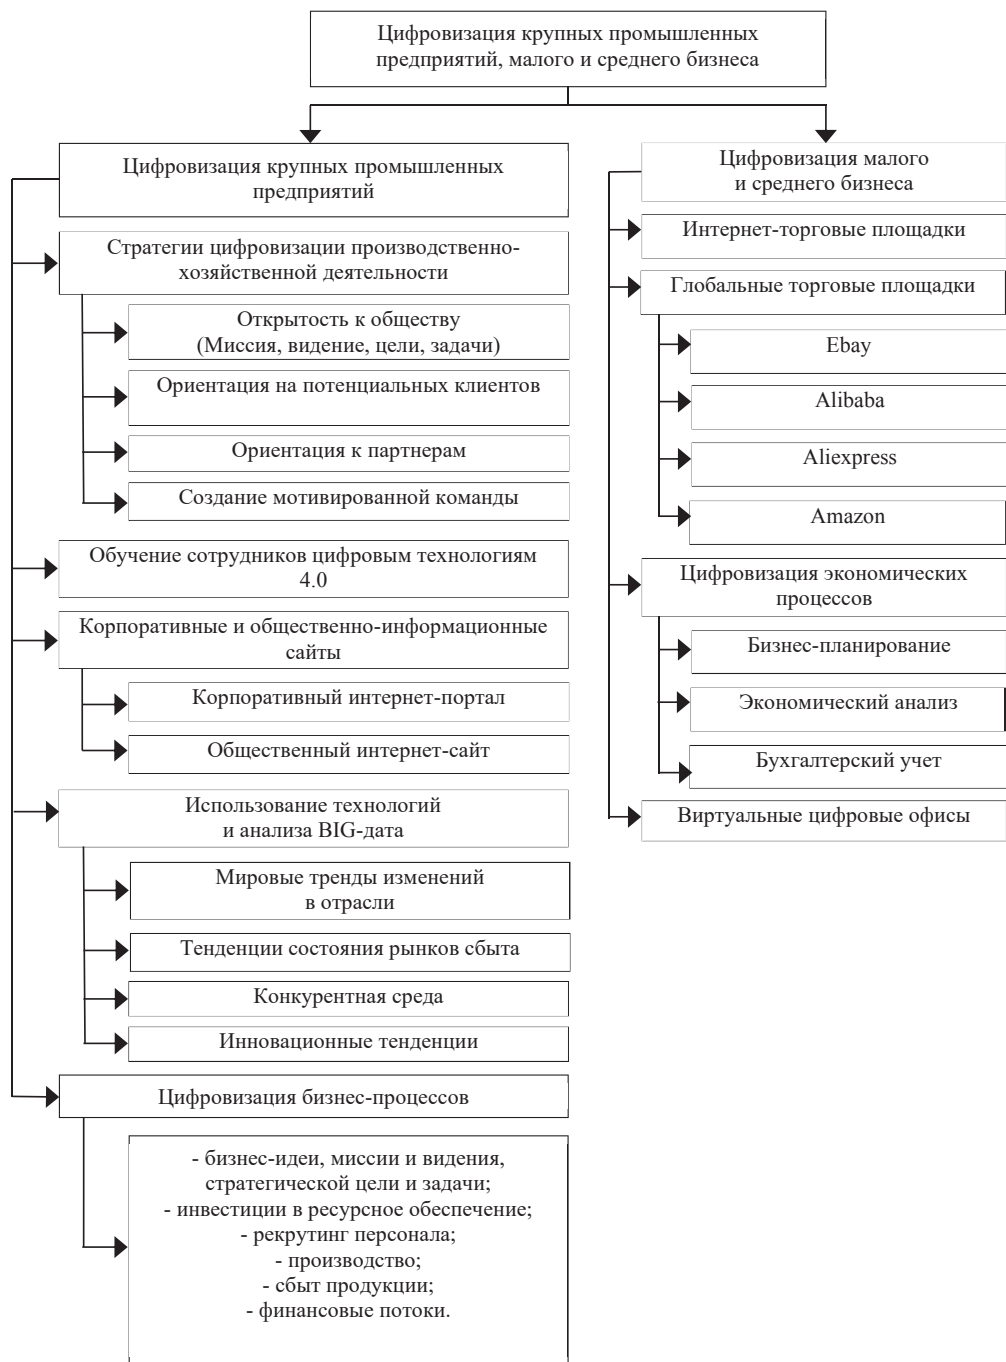 Цифровизация крупных промышленных
предприятий, малого и среднего бизнеса
Цифровизация крупных промышленных
предприятий
Стратегии цифровизации производственно-
хозяйственной деятельности
Открытость к обществу
(Миссия, видение, цели, задачи)
Ориентация на потенциальных клиентов
Ориентация к партнерам
Создание мотивированной команды
Обучение сотрудников цифровым технологиям
4.0
Корпоративные и общественно-информационные
сайты
Корпоративный интернет-портал
Общественный интернет-сайт
Использование технологий
и анализа BIG-дата
Мировые тренды изменений
в отрасли
Тенденции состояния рынков сбыта
Конкурентная среда
Инновационные тенденции
Цифровизация бизнес-процессов
- бизнес-идеи, миссии и видения,
стратегической цели и задачи;
- инвестиции в ресурсное обеспечение;
- рекрутинг персонала;
- производство;
- сбыт продукции;
- финансовые потоки.
Цифровизация малого
и среднего бизнеса
Интернет-торговые площадки
Глобальные торговые площадки
Ebay
Alibaba
Aliexpress
Amazon
Цифровизация экономических
процессов
Бизнес-планирование
Экономический анализ
Бухгалтерский учет
Виртуальные цифровые офисы